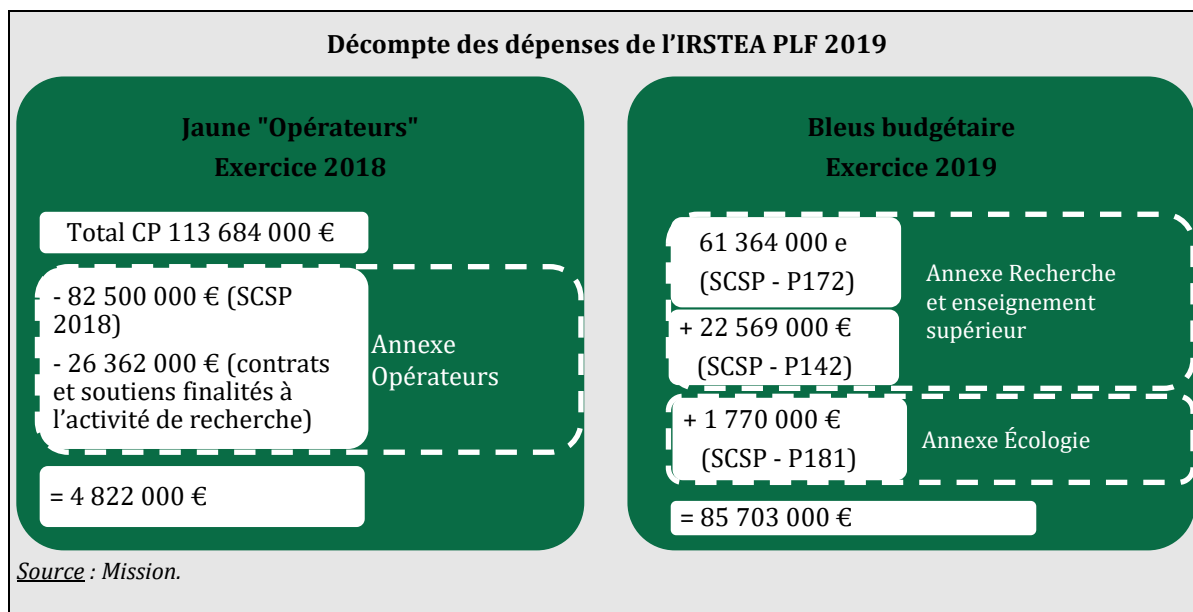 Décompte des dépenses de l’IRSTEA PLF 2019
Jaune "Opérateurs"
Exercice 2018
Total CP 113 684 000 €
- 82 500 000 € (SCSP
2018)
- 26 362 000 € (contrats
et soutiens finalités à
l’activité de recherche)
Annexe
Opérateurs
= 4 822 000 €
Bleus budgétaire
Exercice 2019
61 364 000 e
(SCSP - P172)
+ 22 569 000 €
(SCSP - P142)
Annexe Recherche
et enseignement
supérieur
+ 1 770 000 €
(SCSP - P181)
Annexe Écologie
= 85 703 000 €
Source : Mission.